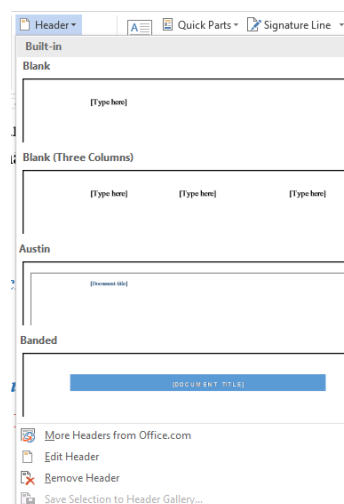 Header Quick Parts Signature Line
Built-in
Blank
[Type here]
Blank (Three Columns)
[Type here] [Type here] [Type here]
Austin
[Document title]
Banded
[DOCUMENT TITLE]
More Headers from Office.com
Edit Header
Remove Header
Save Selection to Header Gallery...